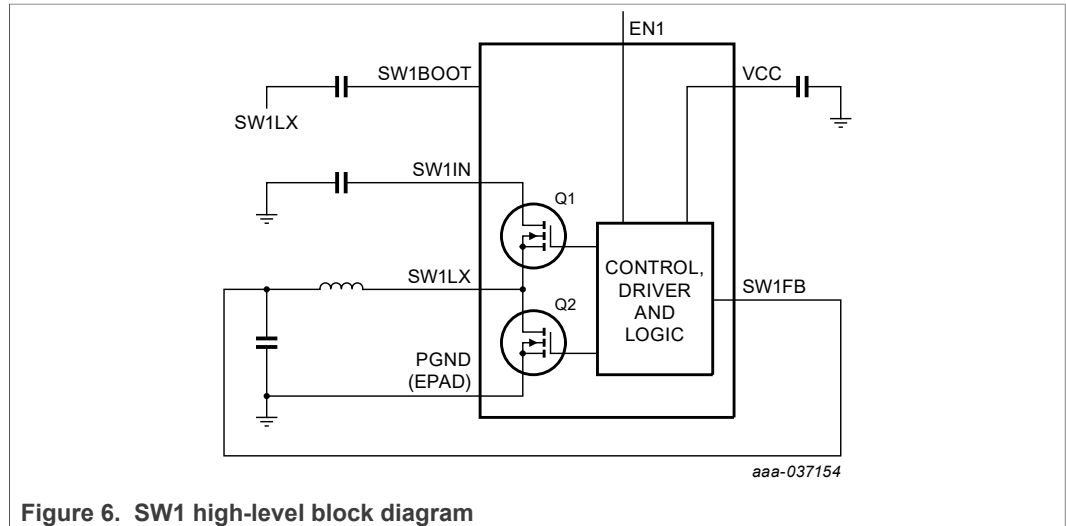 EN1
SW1BOOT
VCC
SW1LX
SW1IN
Q1
SW1LX
CONTROL,
DRIVER
AND
LOGIC
SW1FB
Q2
PGND
(EPAD)
aaa-037154
Figure 6. SW1 high-level block diagram